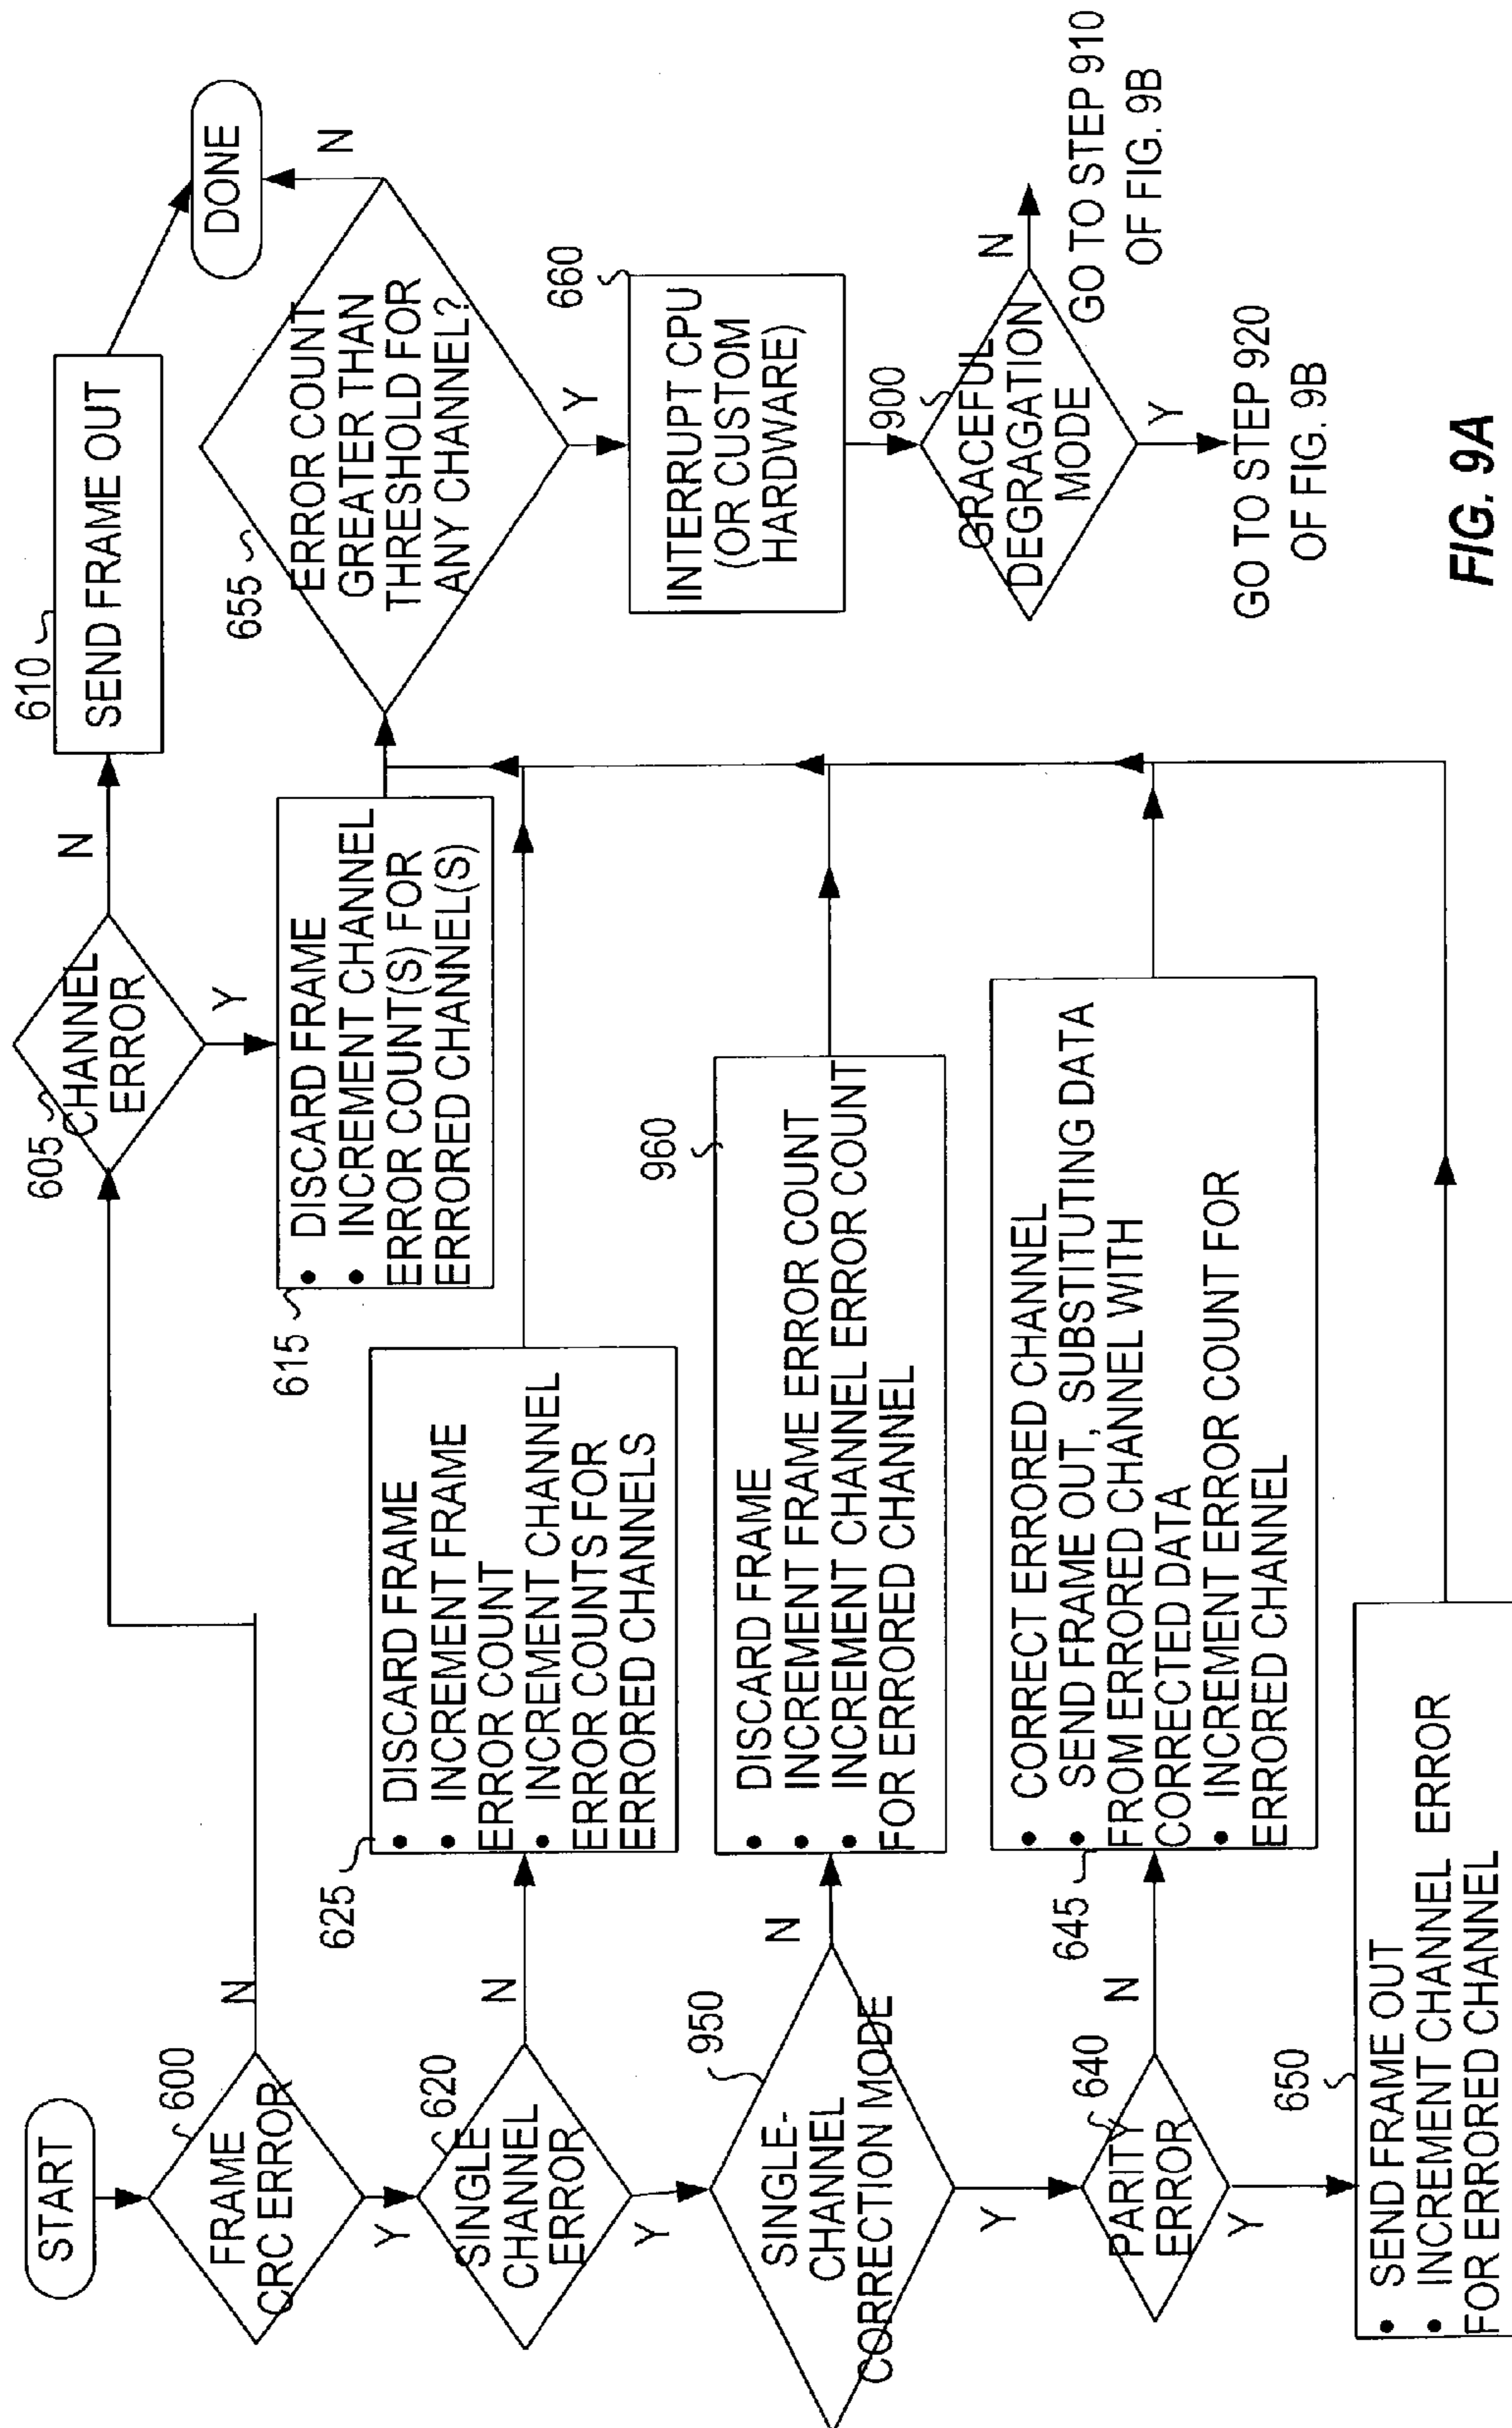 START
600
FRAME
CRC ERROR
N
Y
605
CHANNEL
ERROR
N
Y
610
SEND FRAME OUT
DONE
615
• DISCARD FRAME
• INCREMENT CHANNEL
ERROR COUNT(S) FOR
ERRORED CHANNEL(S)
620
SINGLE
CHANNEL
ERROR
N
Y
625
• DISCARD FRAME
• INCREMENT FRAME
ERROR COUNT
• INCREMENT CHANNEL
ERROR COUNTS FOR
ERRORED CHANNELS
655
ERROR COUNT
GREATER THAN
THRESHOLD FOR
ANY CHANNEL?
N
Y
660
INTERRUPT CPU
(OR CUSTOM
HARDWARE)
950
SINGLE-
CHANNEL
CORRECTION MODE
N
Y
960
• DISCARD FRAME
• INCREMENT FRAME ERROR COUNT
• INCREMENT CHANNEL ERROR COUNT
FOR ERRORED CHANNEL
900
GRACEFUL
DEGRAGATION
MODE
N
GO TO STEP 910
OF FIG. 9B
Y
GO TO STEP 920
OF FIG. 9B
640
PARITY
ERROR
N
Y
645
• CORRECT ERRORED CHANNEL
• SEND FRAME OUT, SUBSTITUTING DATA
FROM ERRORED CHANNEL WITH
CORRECTED DATA
• INCREMENT ERROR COUNT FOR
ERRORED CHANNEL
650
• SEND FRAME OUT
• INCREMENT CHANNEL ERROR
FOR ERRORED CHANNEL
FIG. 9A